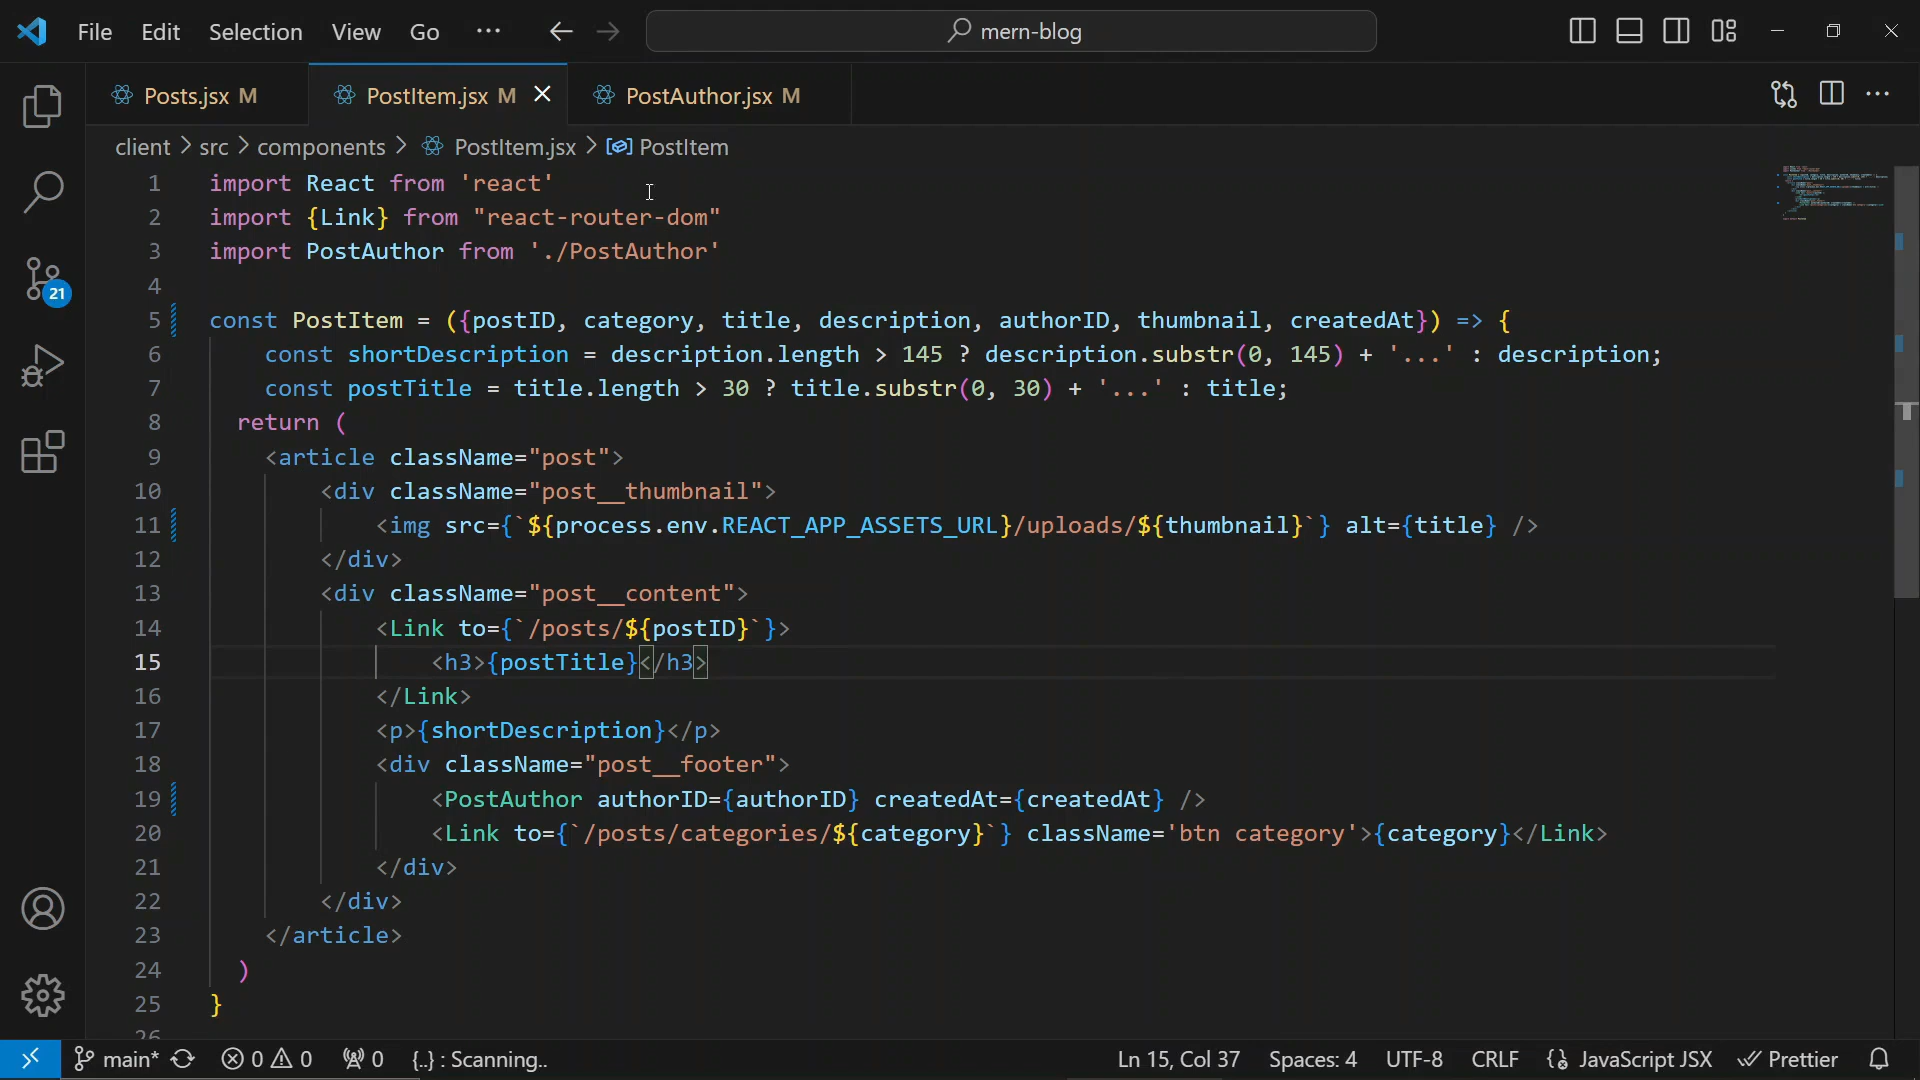 File Edit Selection View Go ··· mern-blog
Posts.jsx M PostItem.jsx M PostAuthor.jsx M
client > src > components > PostItem.jsx > PostItem
1 import React from 'react'
2 import {Link} from "react-router-dom"
3 import PostAuthor from './PostAuthor'
4
5 const PostItem = ({postID, category, title, description, authorID, thumbnail, createdAt}) => {
6 const shortDescription = description.length > 145 ? description.substr(0, 145) + '...' : description;
7 const postTitle = title.length > 30 ? title.substr(0, 30) + '...' : title;
8 return (
9 <article className="post">
10 <div className="post__thumbnail">
11 <img src={`${process.env.REACT_APP_ASSETS_URL}/uploads/${thumbnail}`} alt={title} />
12 </div>
13 <div className="post__content">
14 <Link to={`/posts/${postID}`}>
15 <h3>{postTitle}</h3>
16 </Link>
17 <p>{shortDescription}</p>
18 <div className="post__footer">
19 <PostAuthor authorID={authorID} createdAt={createdAt} />
20 <Link to={`/posts/categories/${category}`} className='btn category'>{category}</Link>
21 </div>
22 </div>
23 </article>
24 )
25 }
26
21
main* 0 0 0 {..} : Scanning.. Ln 15, Col 37 Spaces: 4 UTF-8 CRLF JavaScript JSX Prettier